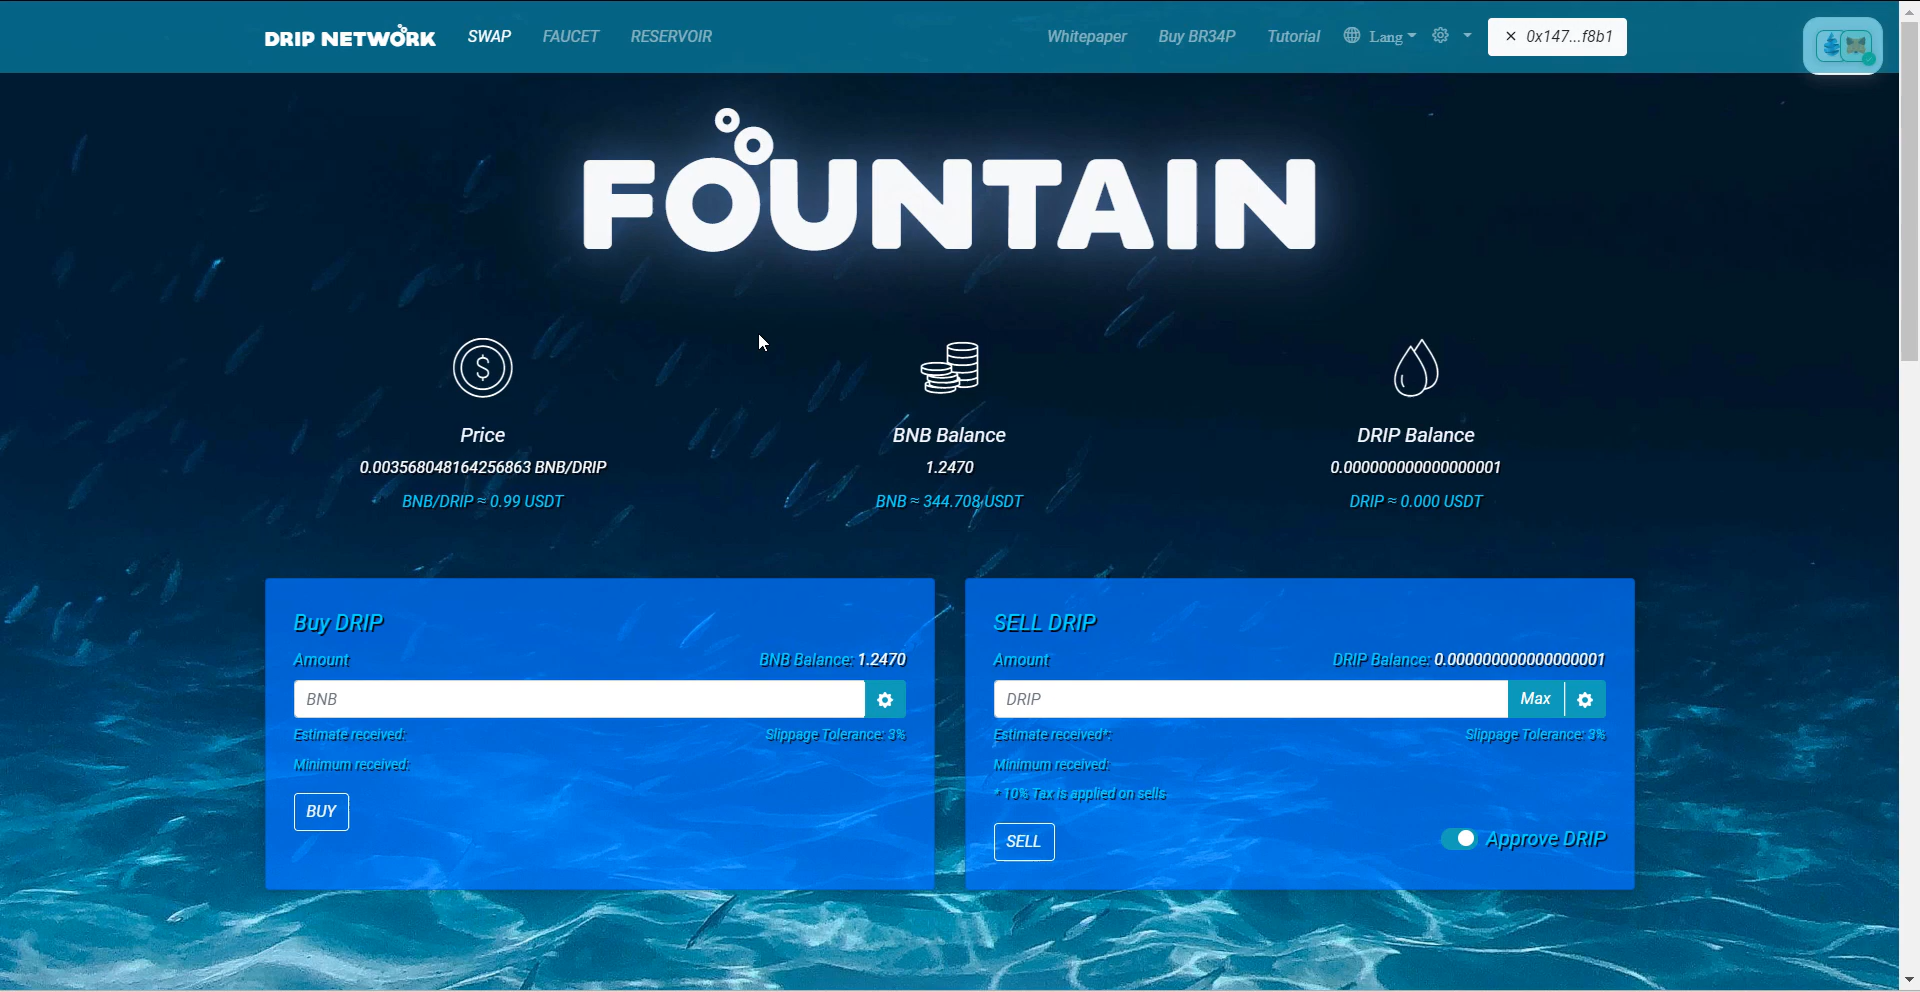 DRIP NETWORK SWAP FAUCET RESERVOIR Whitepaper Buy BR34P Tutorial Lang × 0x147...f8b1
FOUNTAIN
Price
0.003568048164256863 BNB/DRIP
BNB/DRIP ≈ 0.99 USDT
BNB Balance
1.2470
BNB ≈ 344.708 USDT
DRIP Balance
0.000000000000000001
DRIP ≈ 0.000 USDT
Buy DRIP
Amount BNB Balance: 1.2470
BNB
Estimate received: Slippage Tolerance: 3%
Minimum received:
BUY
SELL DRIP
Amount DRIP Balance: 0.000000000000000001
DRIP Max
Estimate received*: Slippage Tolerance: 3%
Minimum received:
* 10% Tax is applied on sells
SELL Approve DRIP